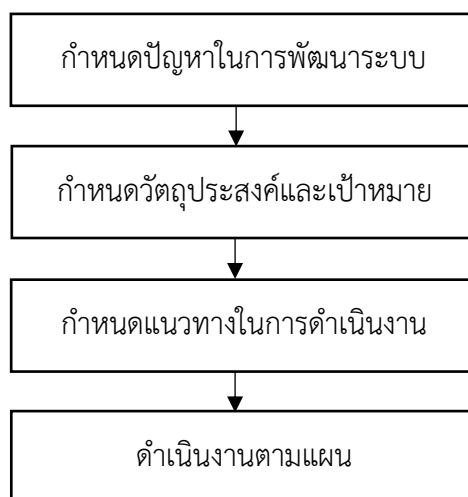 กำหนดปัญหาในการพัฒนาระบบ
กำหนดวัตถุประสงค์และเป้าหมาย
กำหนดแนวทางในการดำเนินงาน
ดำเนินงานตามแผน